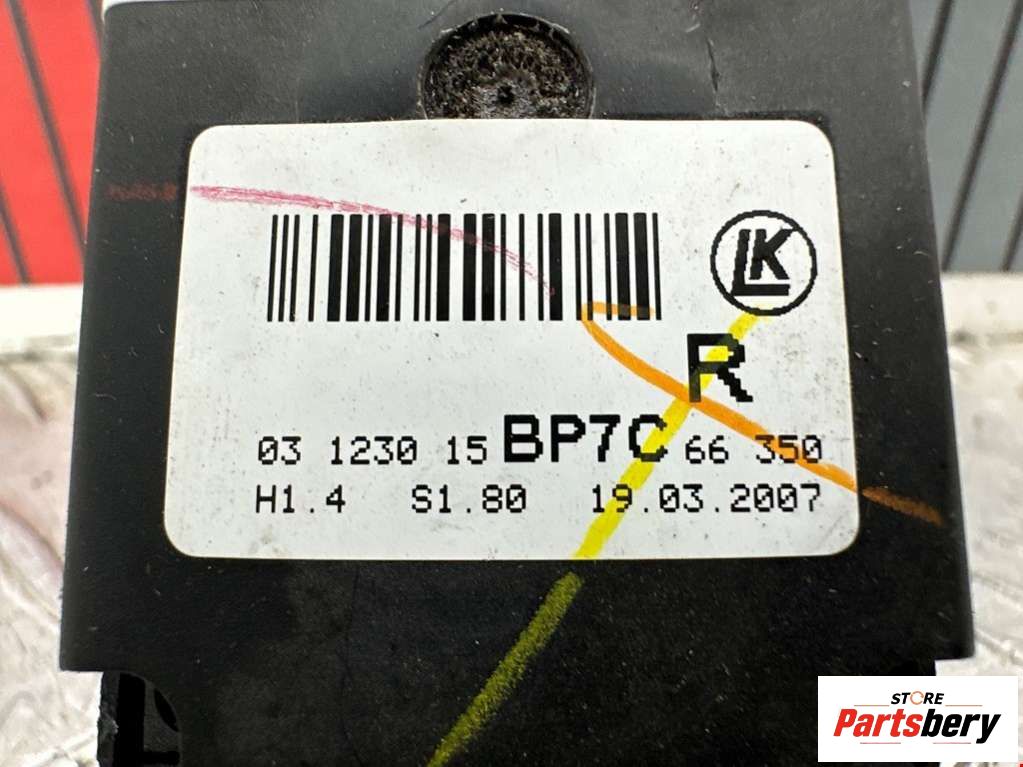 LK
R
03 1230 15 BP7C 66 350
H1.4 S1.80 19.03.2007
STORE
Partsbery